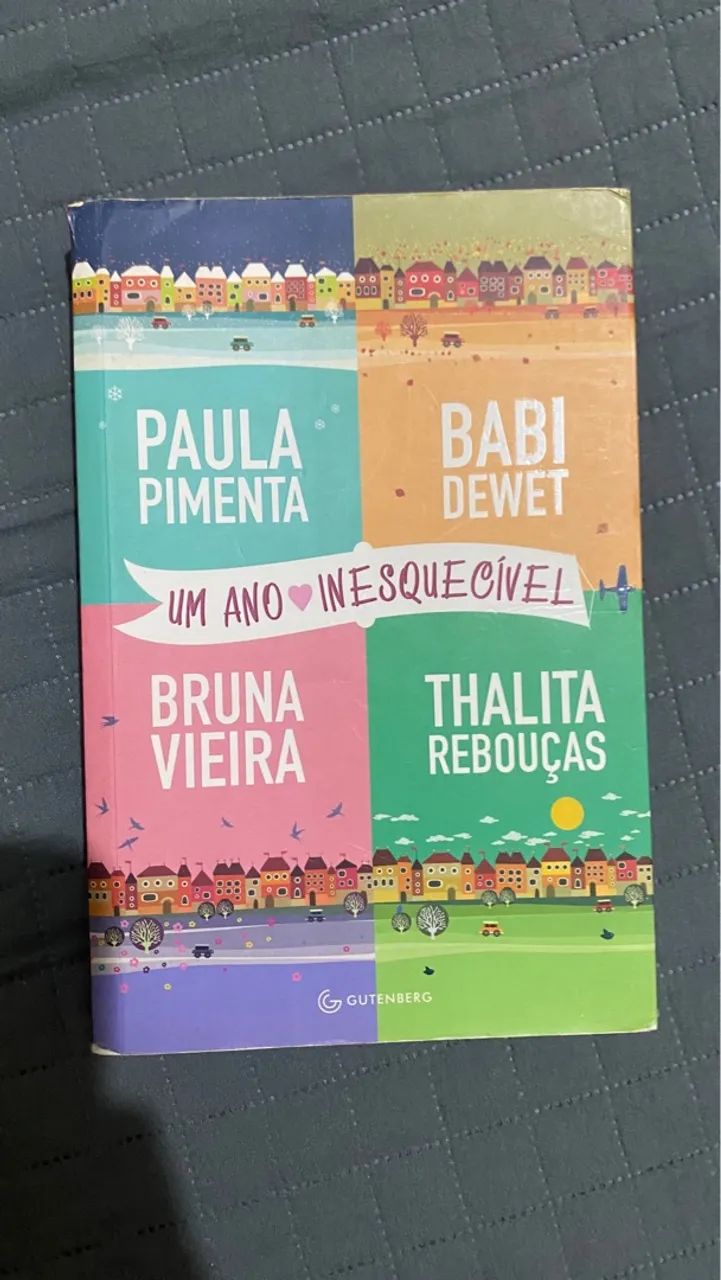 PAULA
PIMENTA
BABI
DEWET
UM ANO INESQUECÍVEL
BRUNA
VIEIRA
THALITA
REBOUÇAS
GUTENBERG